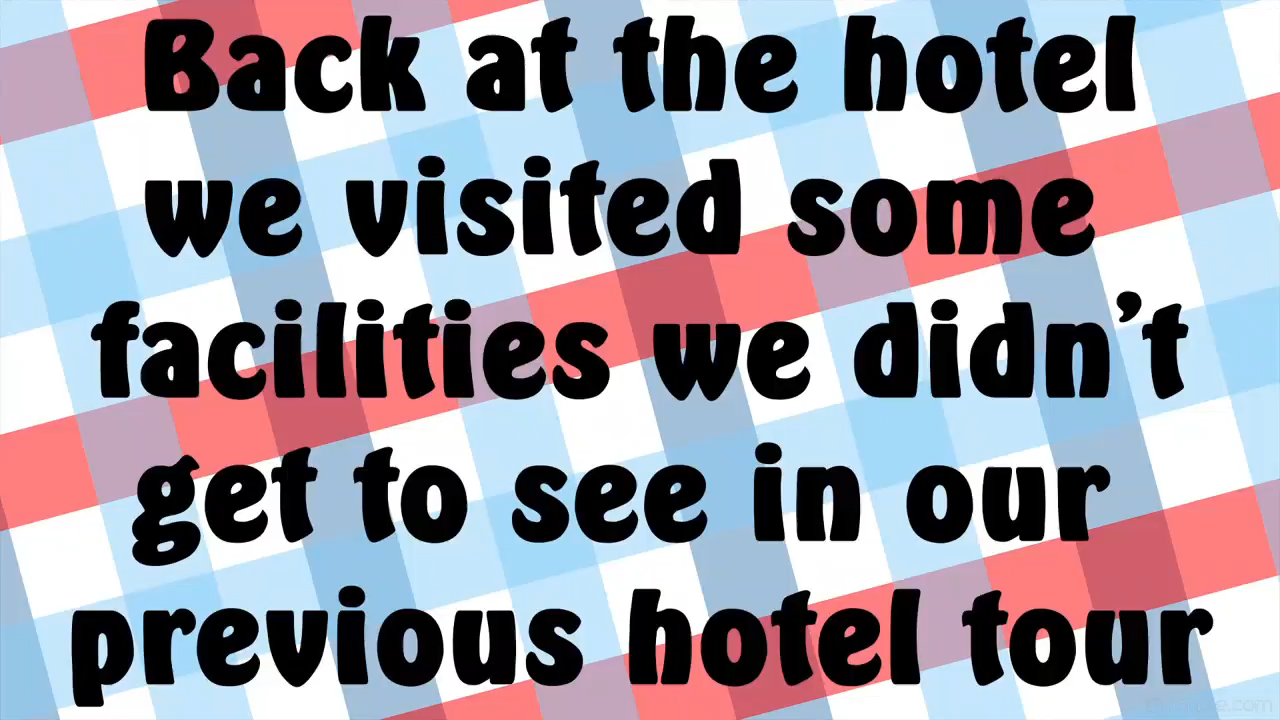 Back at the hotel
we visited some
facilities we didn’t
get to see in our
previous hotel tour